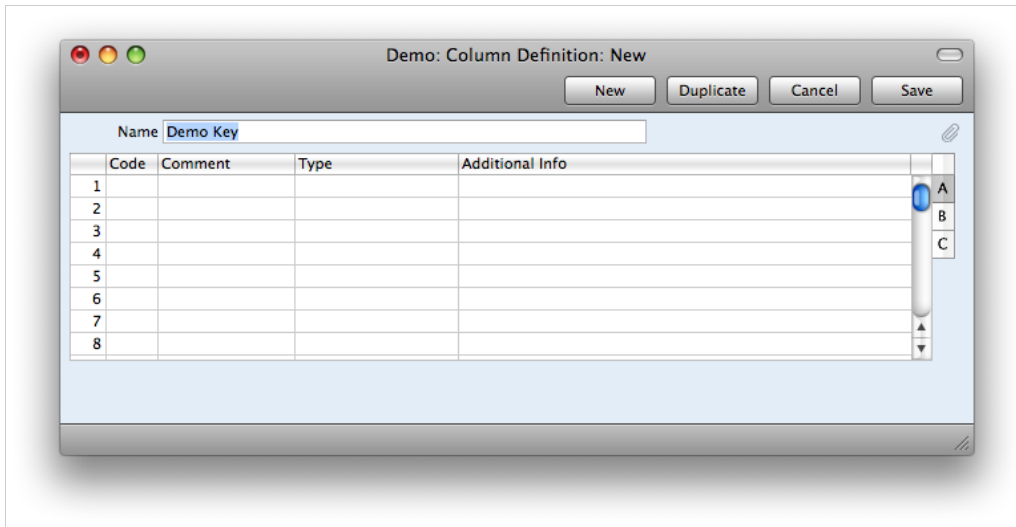 Demo: Column Definition: New
New Duplicate Cancel Save
Name Demo Key
Code Comment Type Additional Info
1 A
2 B
3
4 C
5
6
7
8